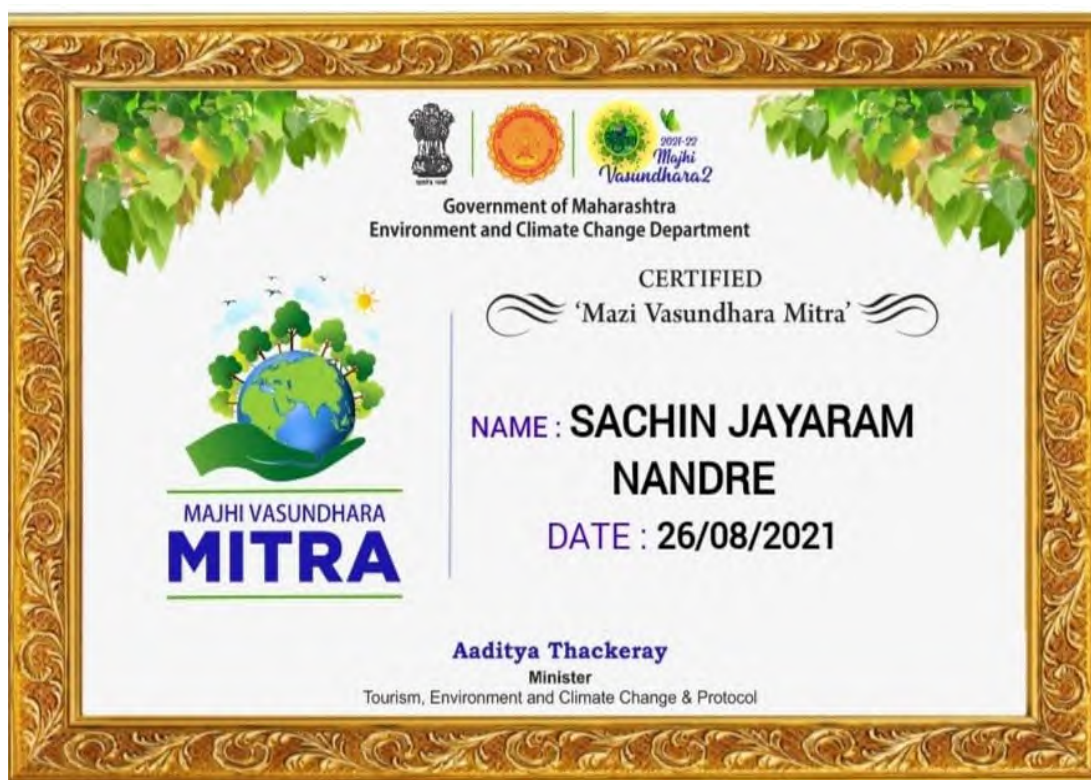 2021-22
Majhi
Vasundhara2
Government of Maharashtra
Environment and Climate Change Department
CERTIFIED
'Mazi Vasundhara Mitra'
NAME : SACHIN JAYARAM
NANDRE
DATE : 26/08/2021
MAJHI VASUNDHARA
MITRA
Aaditya Thackeray
Minister
Tourism, Environment and Climate Change & Protocol